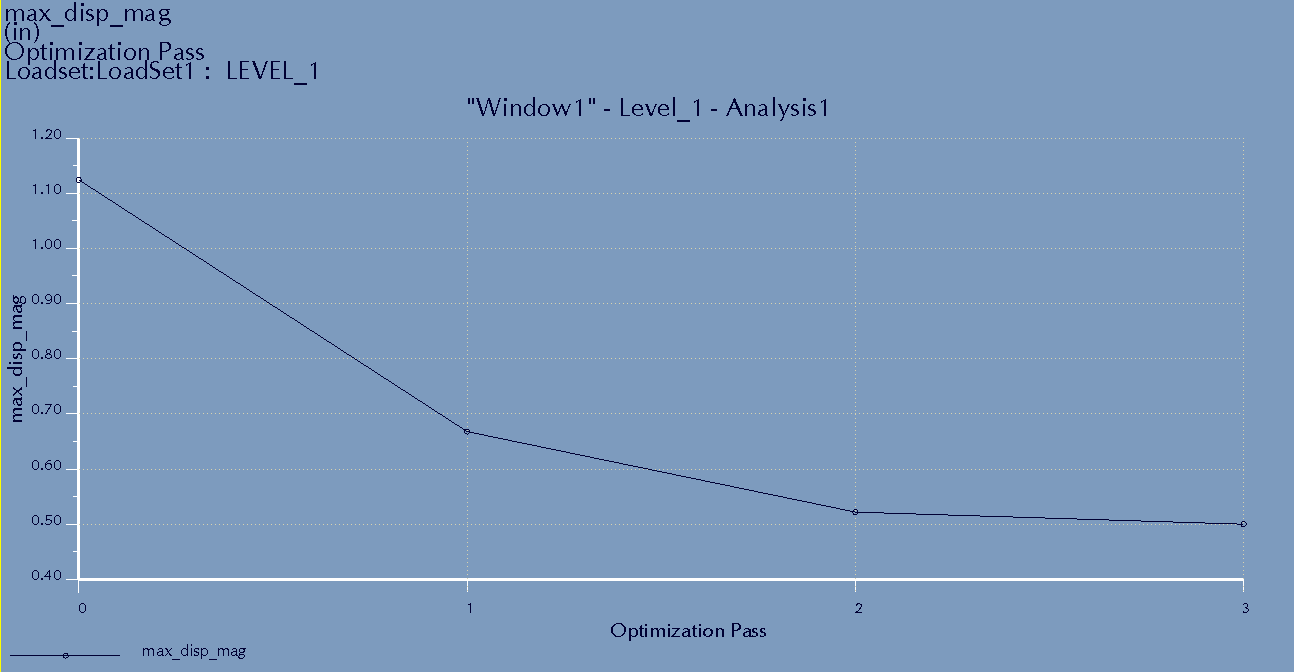 max_disp_mag
(in)
Optimization Pass
Loadset:LoadSet1 :  LEVEL_1
"Window1" - Level_1 - Analysis1
1.20
1.10
1.00
0.90
0.80
0.70
0.60
0.50
0.40
max_disp_mag
0
1
2
3
Optimization Pass
max_disp_mag